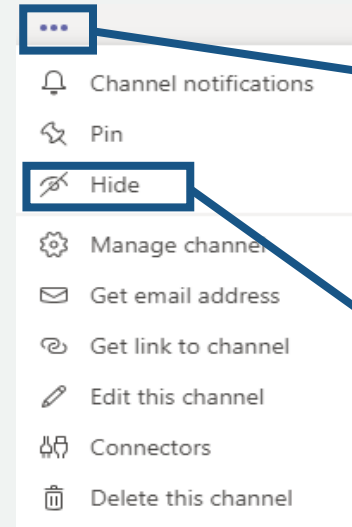 Channel notifications
Pin
Hide
Manage channel
Get email address
Get link to channel
Edit this channel
Connectors
Delete this channel